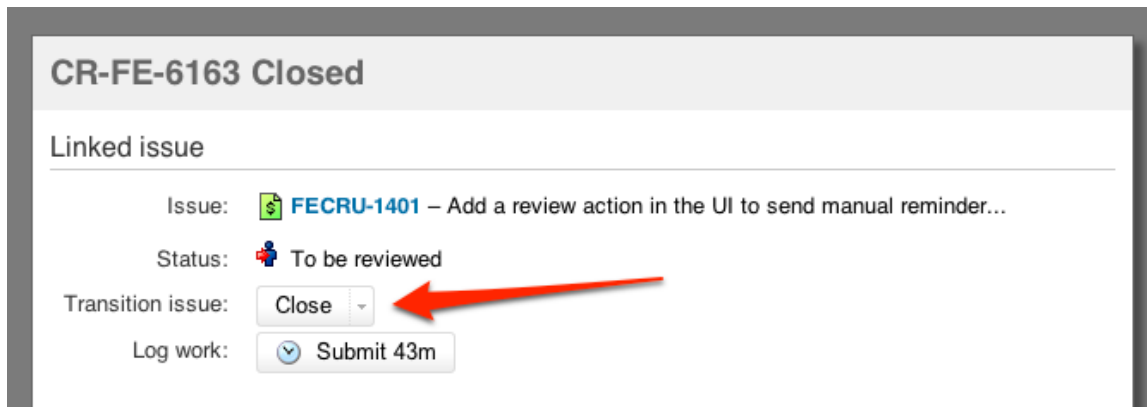 CR-FE-6163 Closed
Linked issue
Issue: $ FECRU-1401 – Add a review action in the UI to send manual reminder...
Status: To be reviewed
Transition issue: Close
Log work: Submit 43m